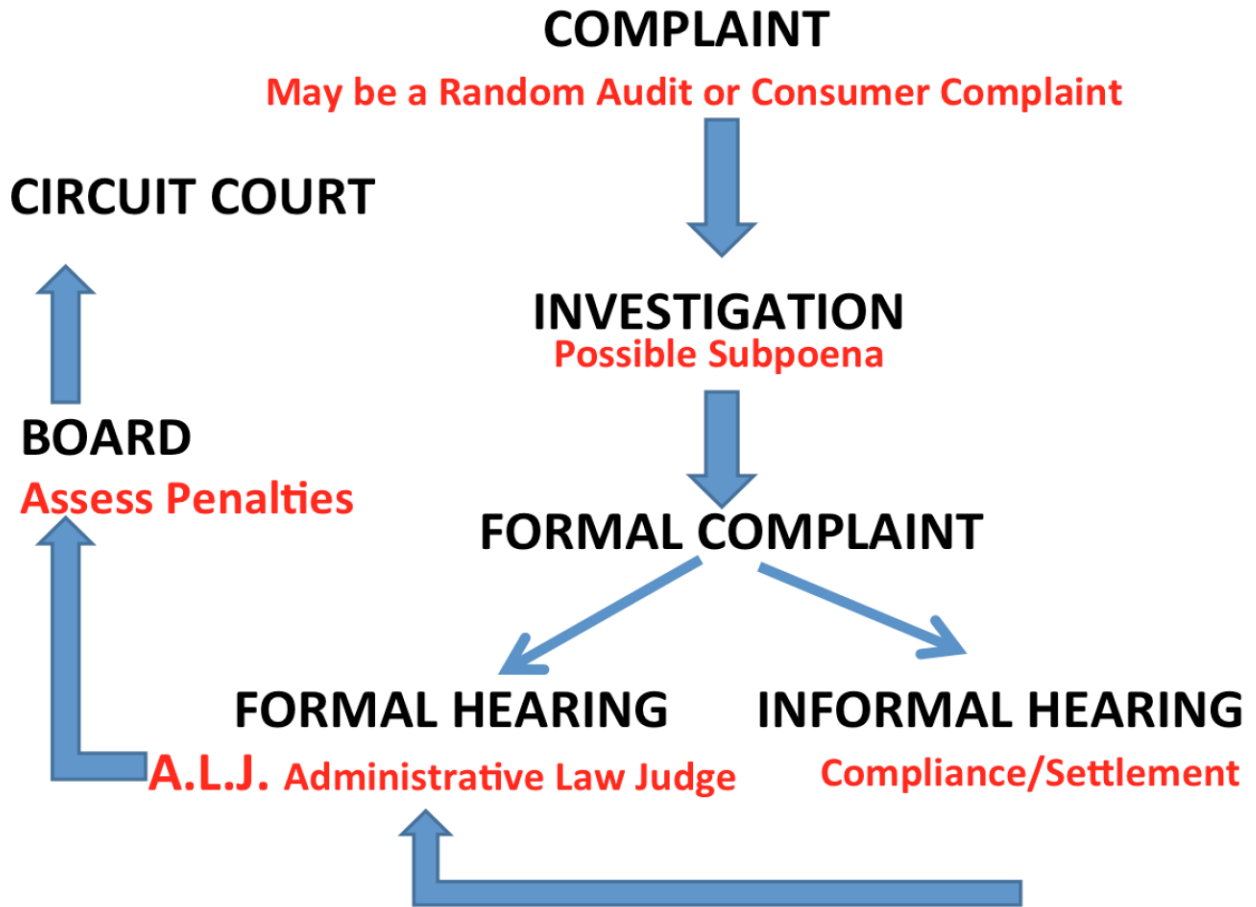 COMPLAINT
May be a Random Audit or Consumer Complaint
CIRCUIT COURT
INVESTIGATION
Possible Subpoena
BOARD
Assess Penalties
FORMAL COMPLAINT
FORMAL HEARING
A.L.J. Administrative Law Judge
INFORMAL HEARING
Compliance/Settlement